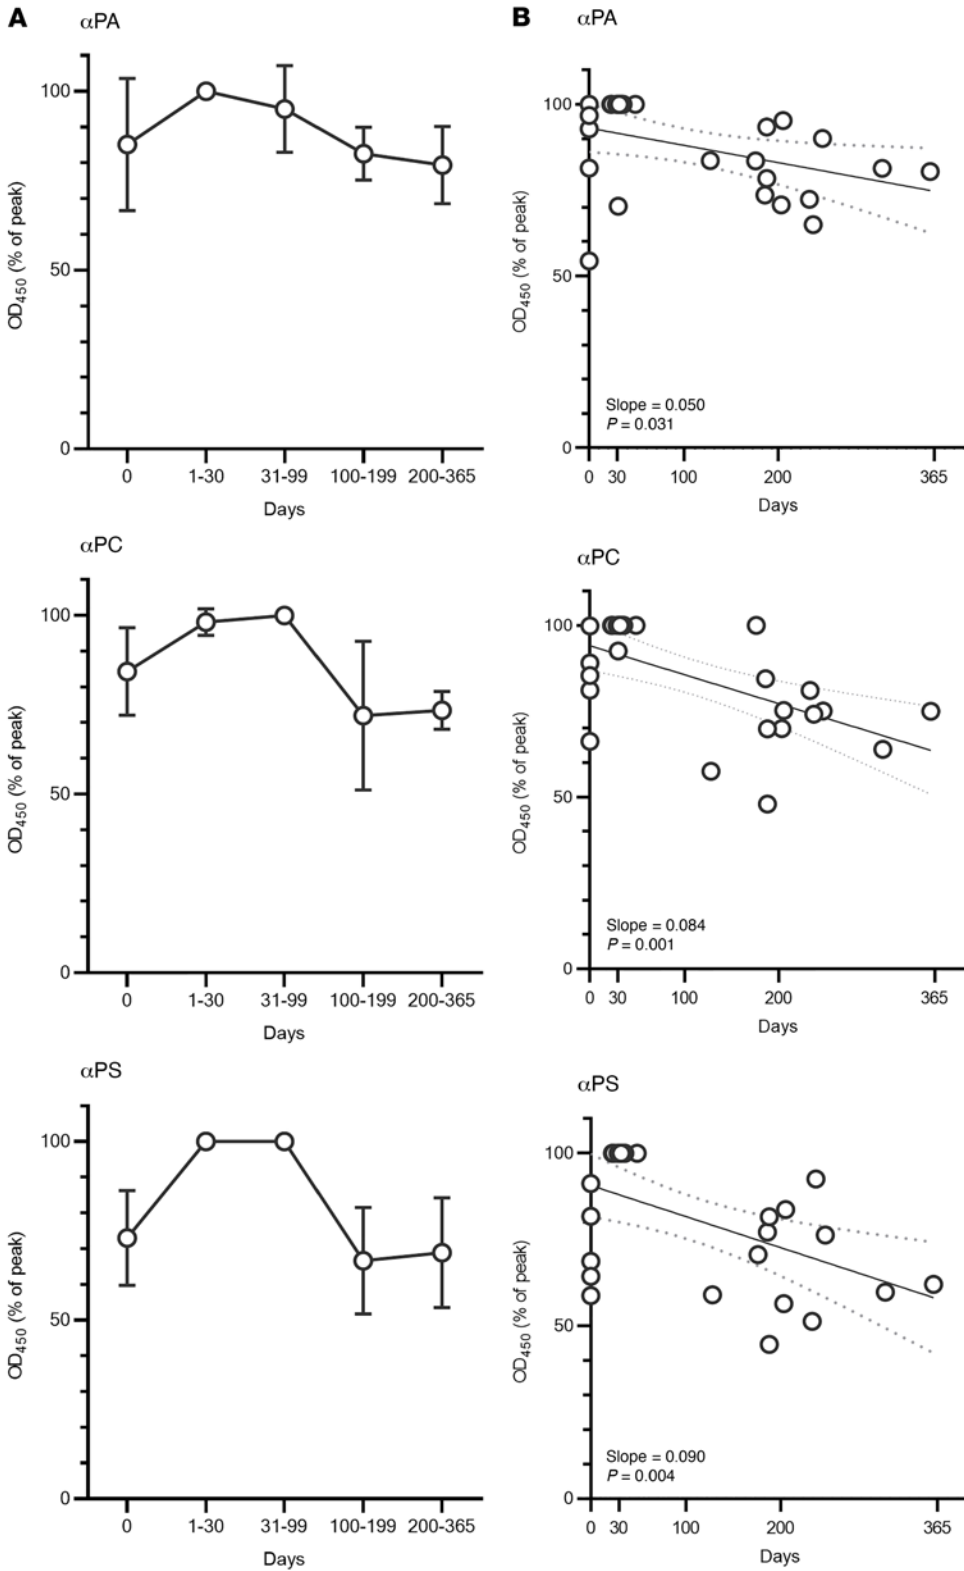 A
αPA
100
50
0
OD450 (% of peak)
0 1-30 31-99 100-199 200-365
Days
αPC
100
50
0
OD450 (% of peak)
0 1-30 31-99 100-199 200-365
Days
αPS
100
50
0
OD450 (% of peak)
0 1-30 31-99 100-199 200-365
Days
B
αPA
100
50
0
OD450 (% of peak)
Slope = 0.050
P = 0.031
0 30 100 200 365
Days
αPC
100
50
0
OD450 (% of peak)
Slope = 0.084
P = 0.001
0 30 100 200 365
Days
αPS
100
50
0
OD450 (% of peak)
Slope = 0.090
P = 0.004
0 30 100 200 365
Days